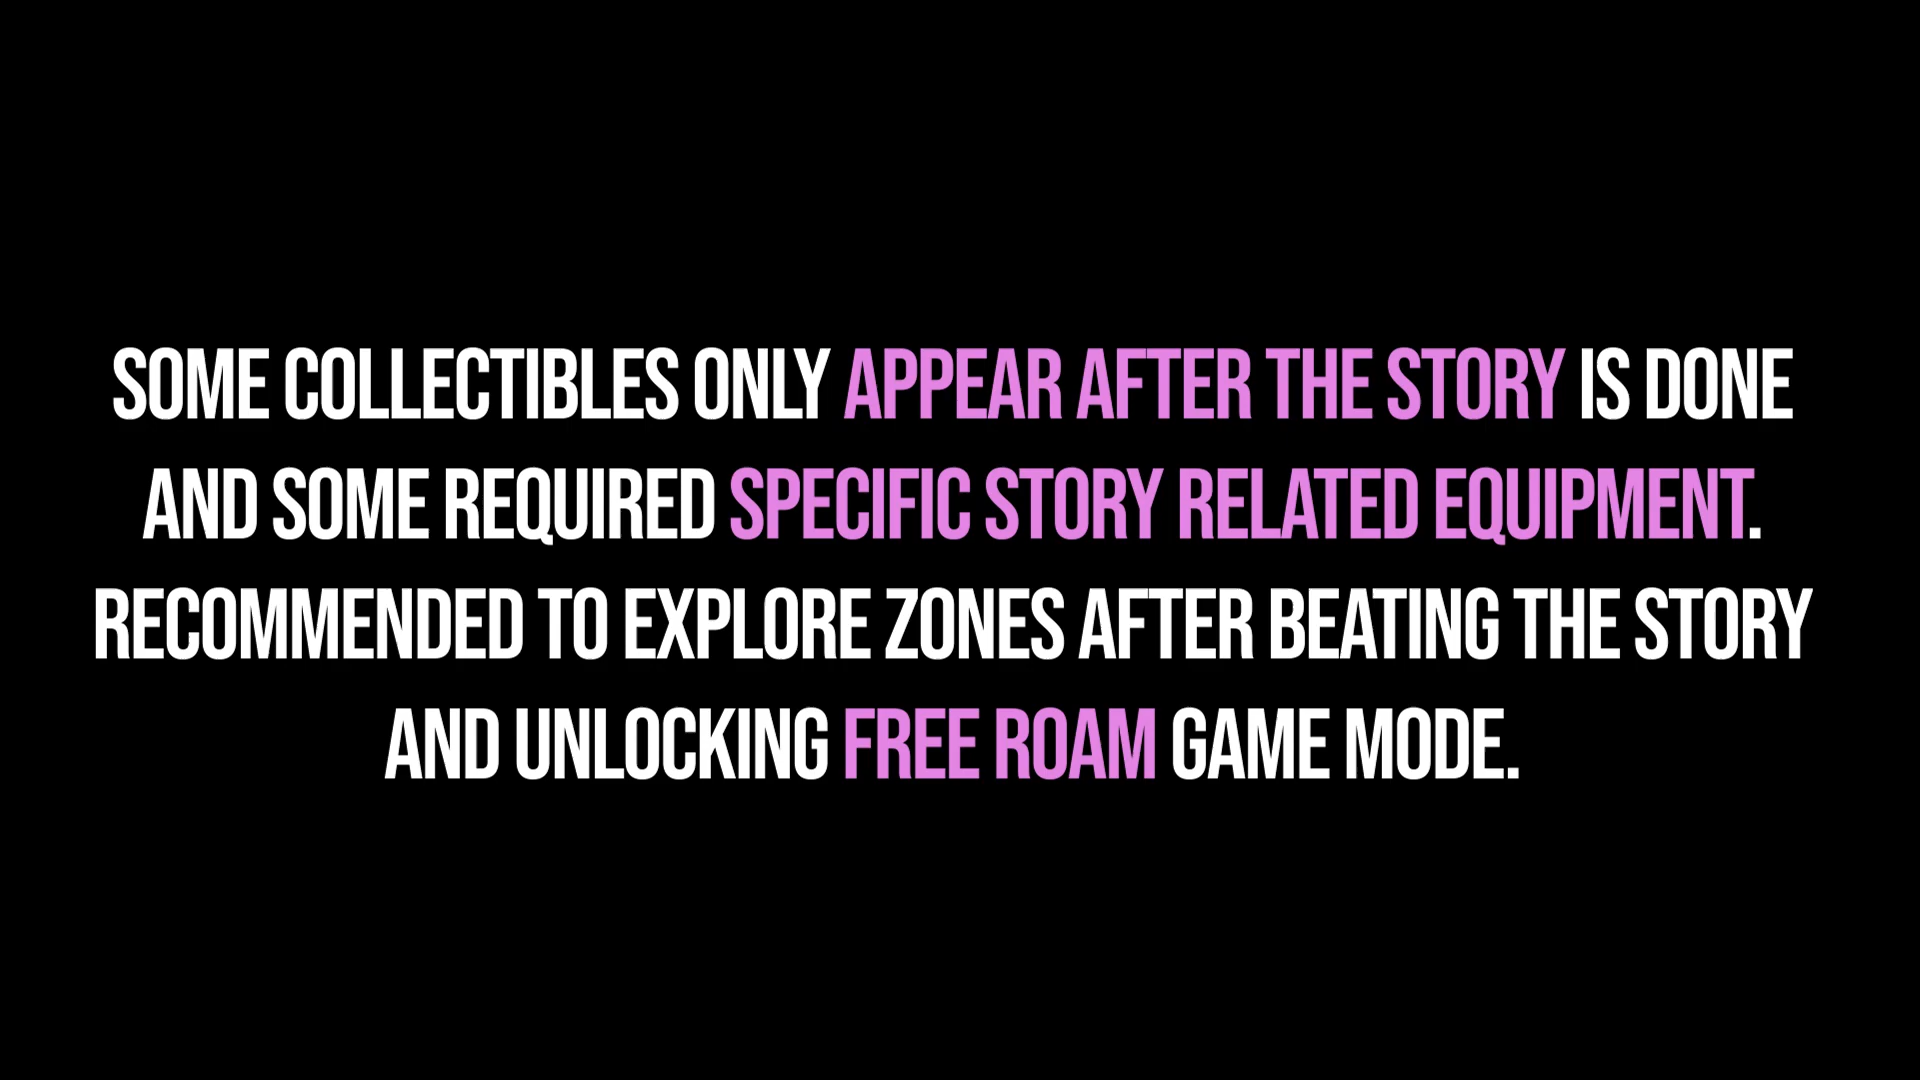 SOME COLLECTIBLES ONLY APPEAR AFTER THE STORY IS DONE
AND SOME REQUIRED SPECIFIC STORY RELATED EQUIPMENT.
RECOMMENDED TO EXPLORE ZONES AFTER BEATING THE STORY
AND UNLOCKING FREE ROAM GAME MODE.